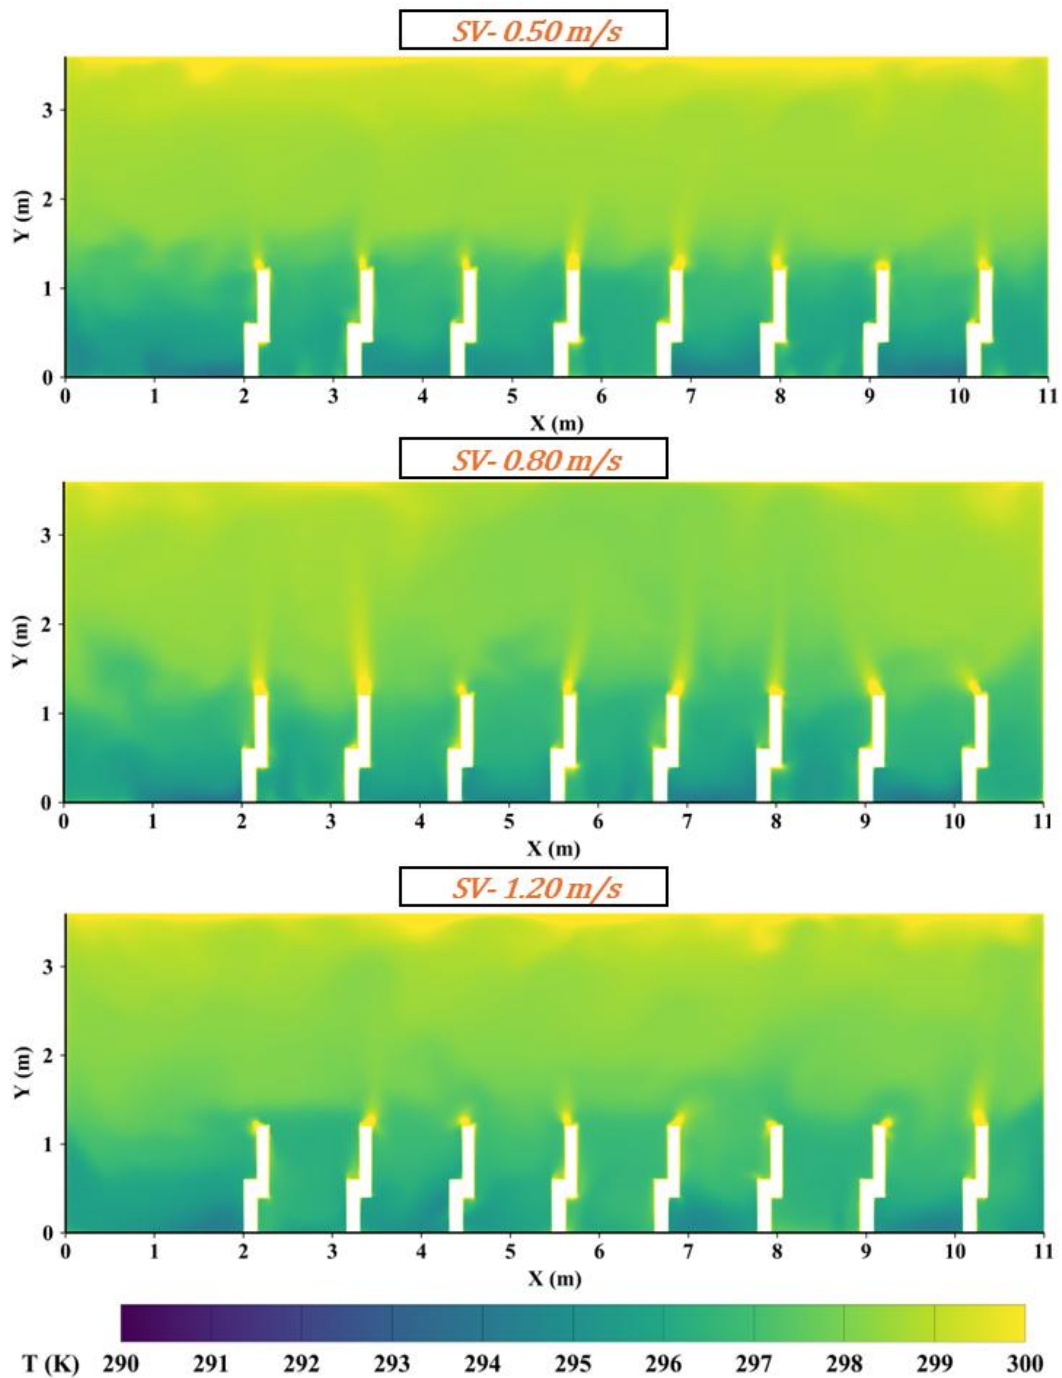 SV- 0.50 m/s
3
2
1
0
Y (m)
0 1 2 3 4 5 6 7 8 9 10 11
X (m)
SV- 0.80 m/s
3
2
1
0
Y (m)
0 1 2 3 4 5 6 7 8 9 10 11
X (m)
SV- 1.20 m/s
3
2
1
0
Y (m)
0 1 2 3 4 5 6 7 8 9 10 11
X (m)
T (K) 290 291 292 293 294 295 296 297 298 299 300